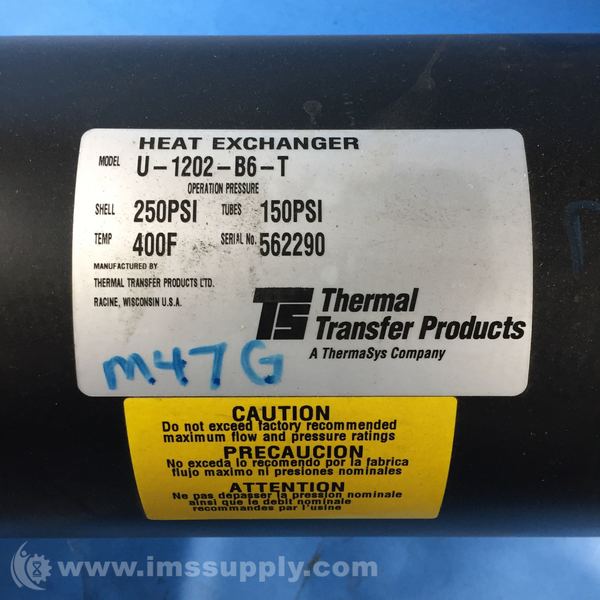 HEAT EXCHANGER
MODEL U-1202-B6-T
OPERATION PRESSURE
SHELL 250PSI TUBES 150PSI
TEMP 400F SERIAL No. 562290
MANUFACTURED BY
THERMAL TRANSFER PRODUCTS LTD.
RACINE, WISCONSIN U.S.A.
TS Thermal
Transfer Products
A ThermaSys Company
M47G
CAUTION
Do not exceed factory recommended
maximum flow and pressure ratings
PRECAUCION
No exceda lo recomendo por la fabrica
flujo maximo ni presiones nominales
ATTENTION
Ne pas depasser la pression nominale
ainsi que le debit nominale
recommandes par l'usine
www.imssupply.com